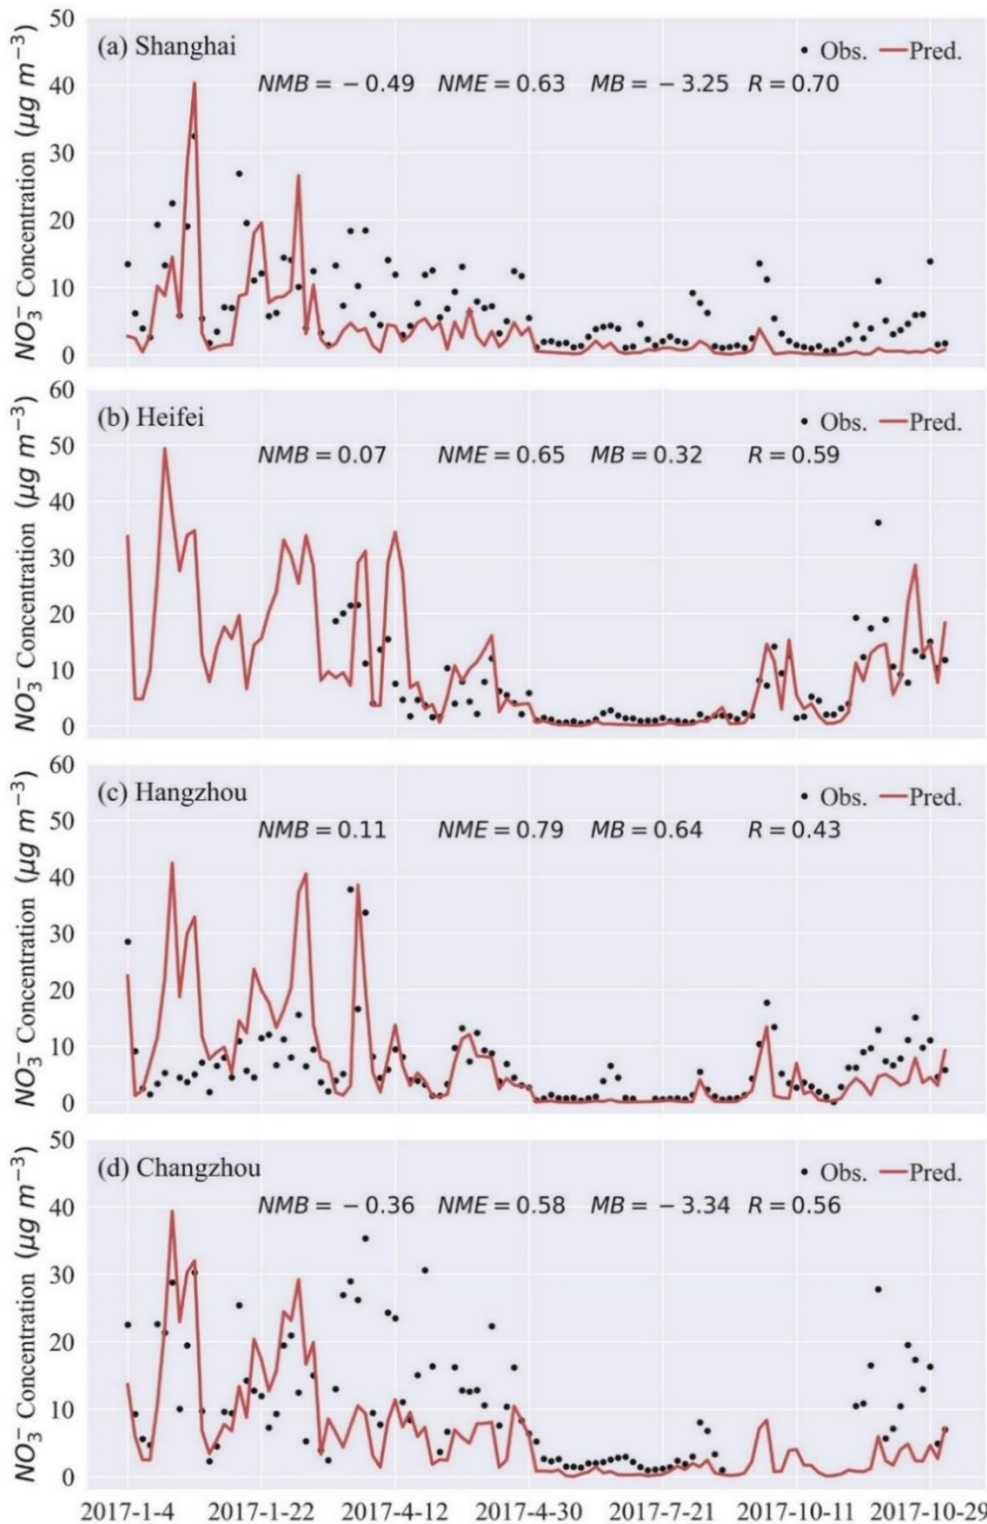 50
(a) Shanghai
Obs. Pred.
NMB = − 0.49 NME = 0.63 MB = − 3.25 R = 0.70
40
30
20
10
0
NO₃⁻ Concentration (μg m⁻³)
60
(b) Heifei
Obs. Pred.
50
NMB = 0.07 NME = 0.65 MB = 0.32 R = 0.59
40
30
20
10
0
NO₃⁻ Concentration (μg m⁻³)
60
(c) Hangzhou
Obs. Pred.
50
NMB = 0.11 NME = 0.79 MB = 0.64 R = 0.43
40
30
20
10
0
NO₃⁻ Concentration (μg m⁻³)
50
(d) Changzhou
Obs. Pred.
NMB = − 0.36 NME = 0.58 MB = − 3.34 R = 0.56
40
30
20
10
0
NO₃⁻ Concentration (μg m⁻³)
2017-1-4 2017-1-22 2017-4-12 2017-4-30 2017-7-21 2017-10-11 2017-10-29